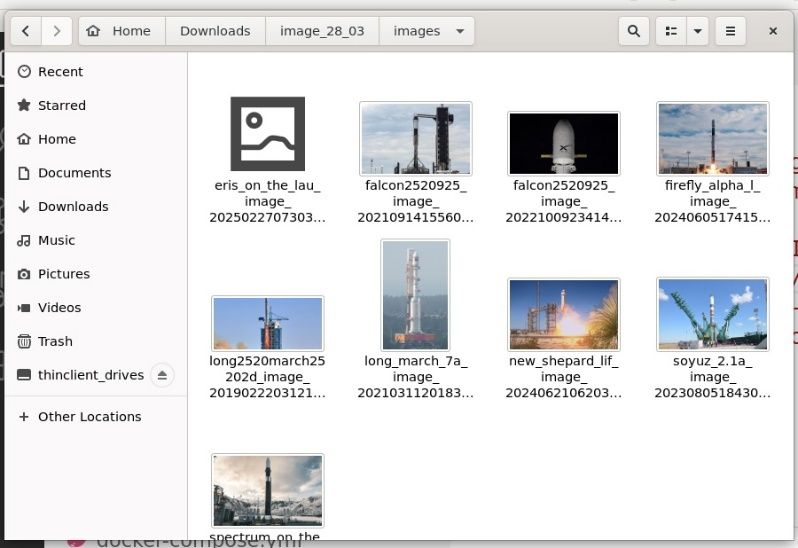 Home
Downloads
image_28_03
images
Recent
Starred
Home
Documents
Downloads
Music
Pictures
Videos
Trash
thinclient_drives
Other Locations
eris_on_the_lau_
image_
2025022707303...
falcon2520925_
image_
2021091415560...
falcon2520925_
image_
2022100923414...
firefly_alpha_l_
image_
2024060517415...
long2520march25
202d_image_
2019022203121...
long_march_7a_
image_
2021031120183...
new_shepard_lif_
image_
2024062106203...
soyuz_2.1a_
image_
2023080518430...
spectrum_on_the_
docker-compose.yml